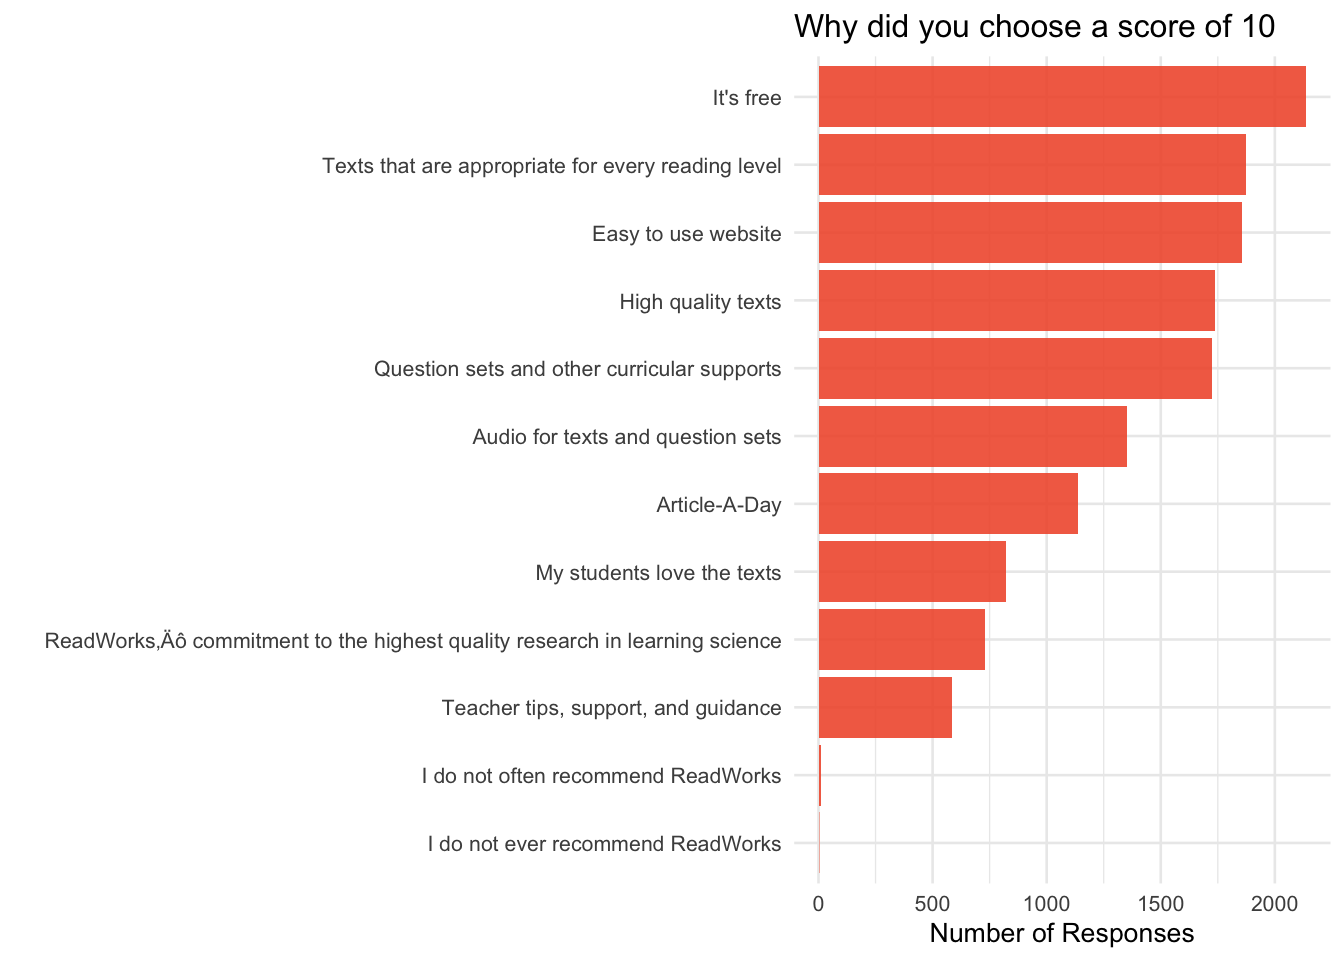 Why did you choose a score of 10
It's free
Texts that are appropriate for every reading level
Easy to use website
High quality texts
Question sets and other curricular supports
Audio for texts and question sets
Article-A-Day
My students love the texts
ReadWorks‚Äô commitment to the highest quality research in learning science
Teacher tips, support, and guidance
I do not often recommend ReadWorks
I do not ever recommend ReadWorks
0 500 1000 1500 2000
Number of Responses